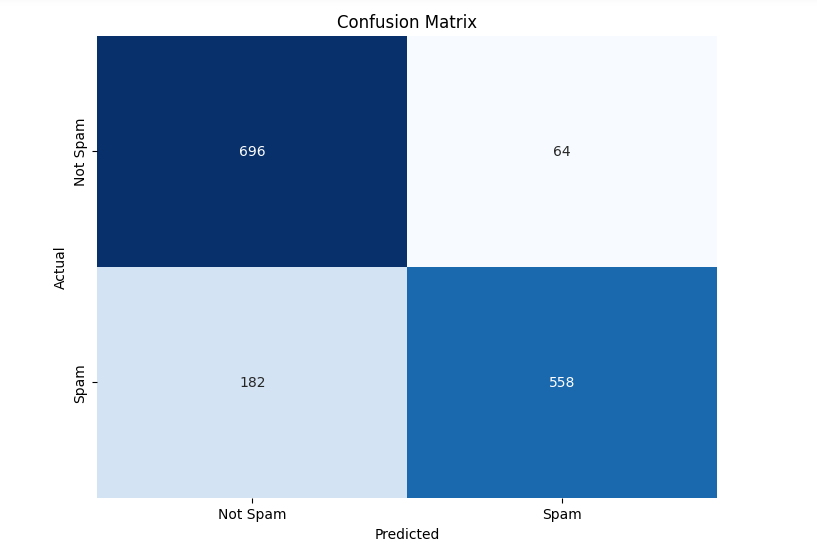 Confusion Matrix
Not Spam
696
64
Actual
Spam
182
558
Not Spam
Spam
Predicted